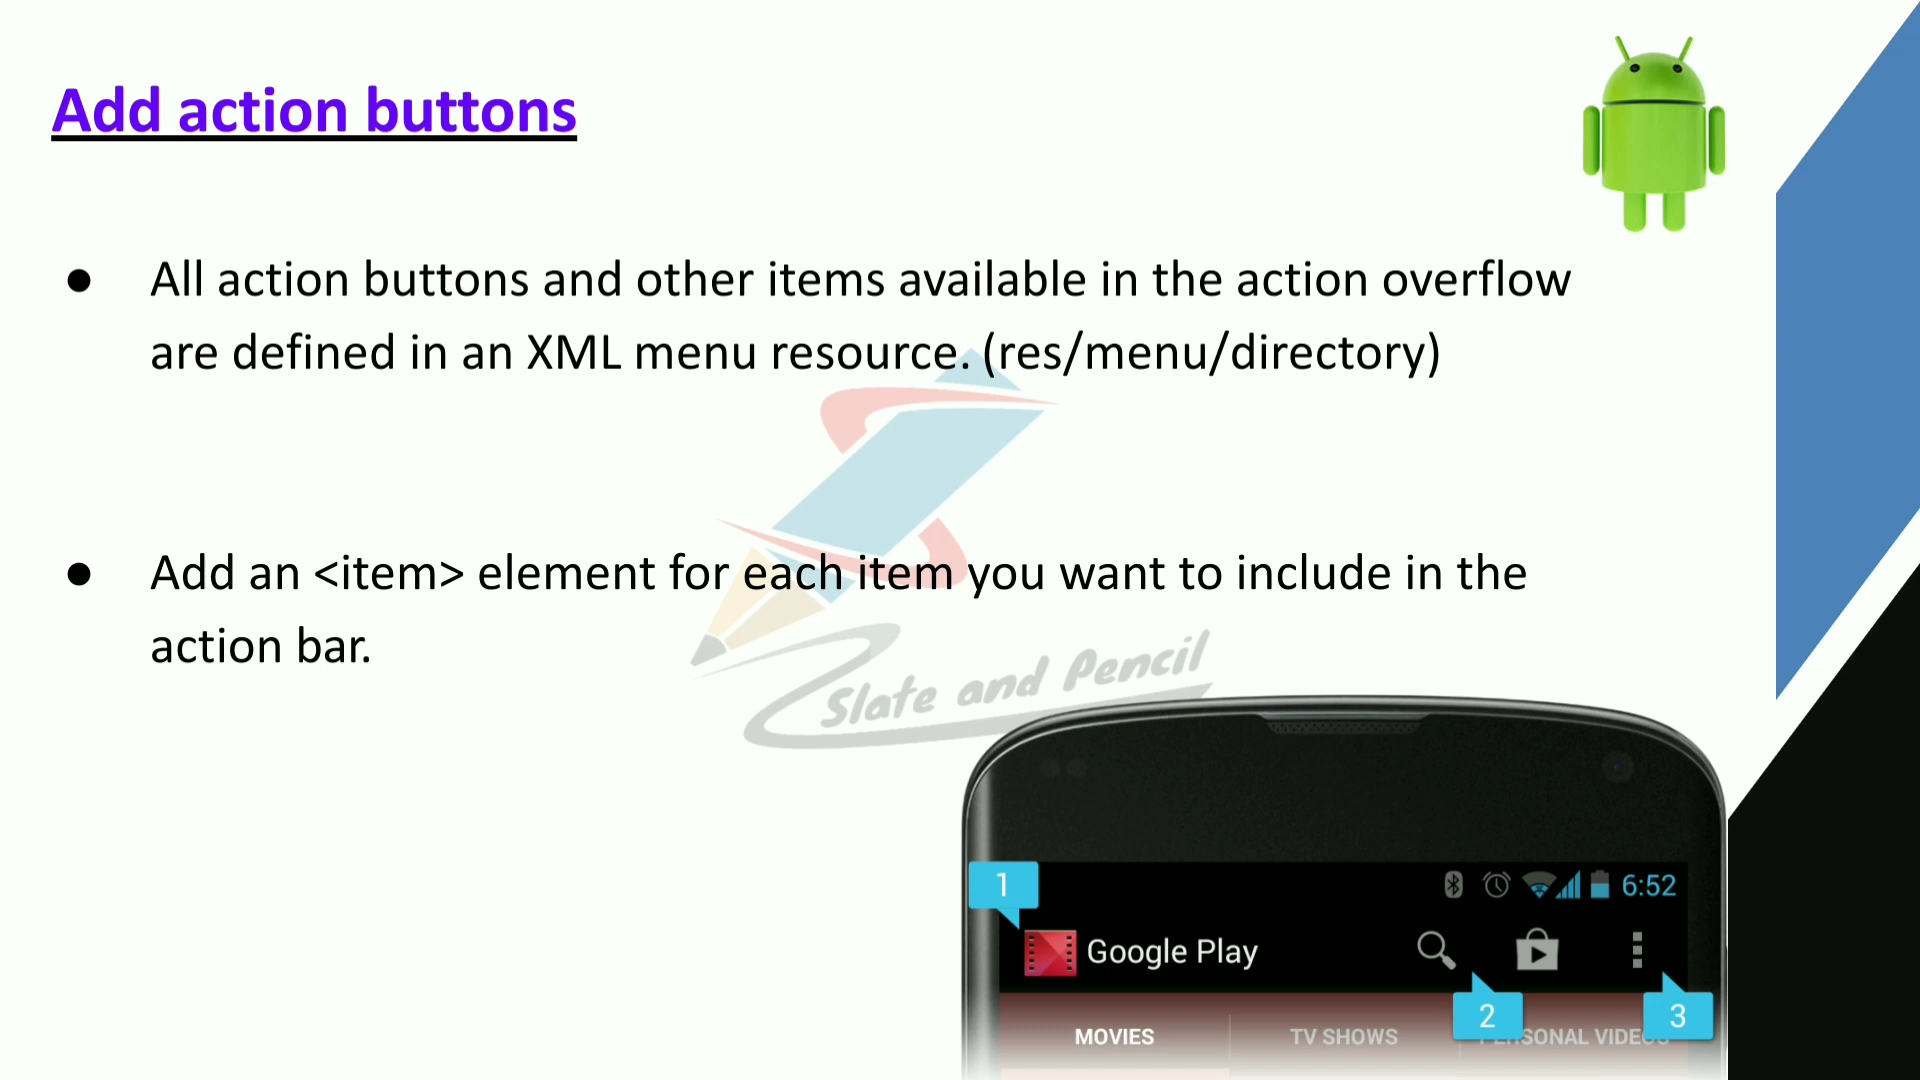 Add action buttons
● All action buttons and other items available in the action overflow
are defined in an XML menu resource. (res/menu/directory)
● Add an <item> element for each item you want to include in the
action bar.
Slate and Pencil
1
6:52
Google Play
2
3
MOVIES
TV SHOWS